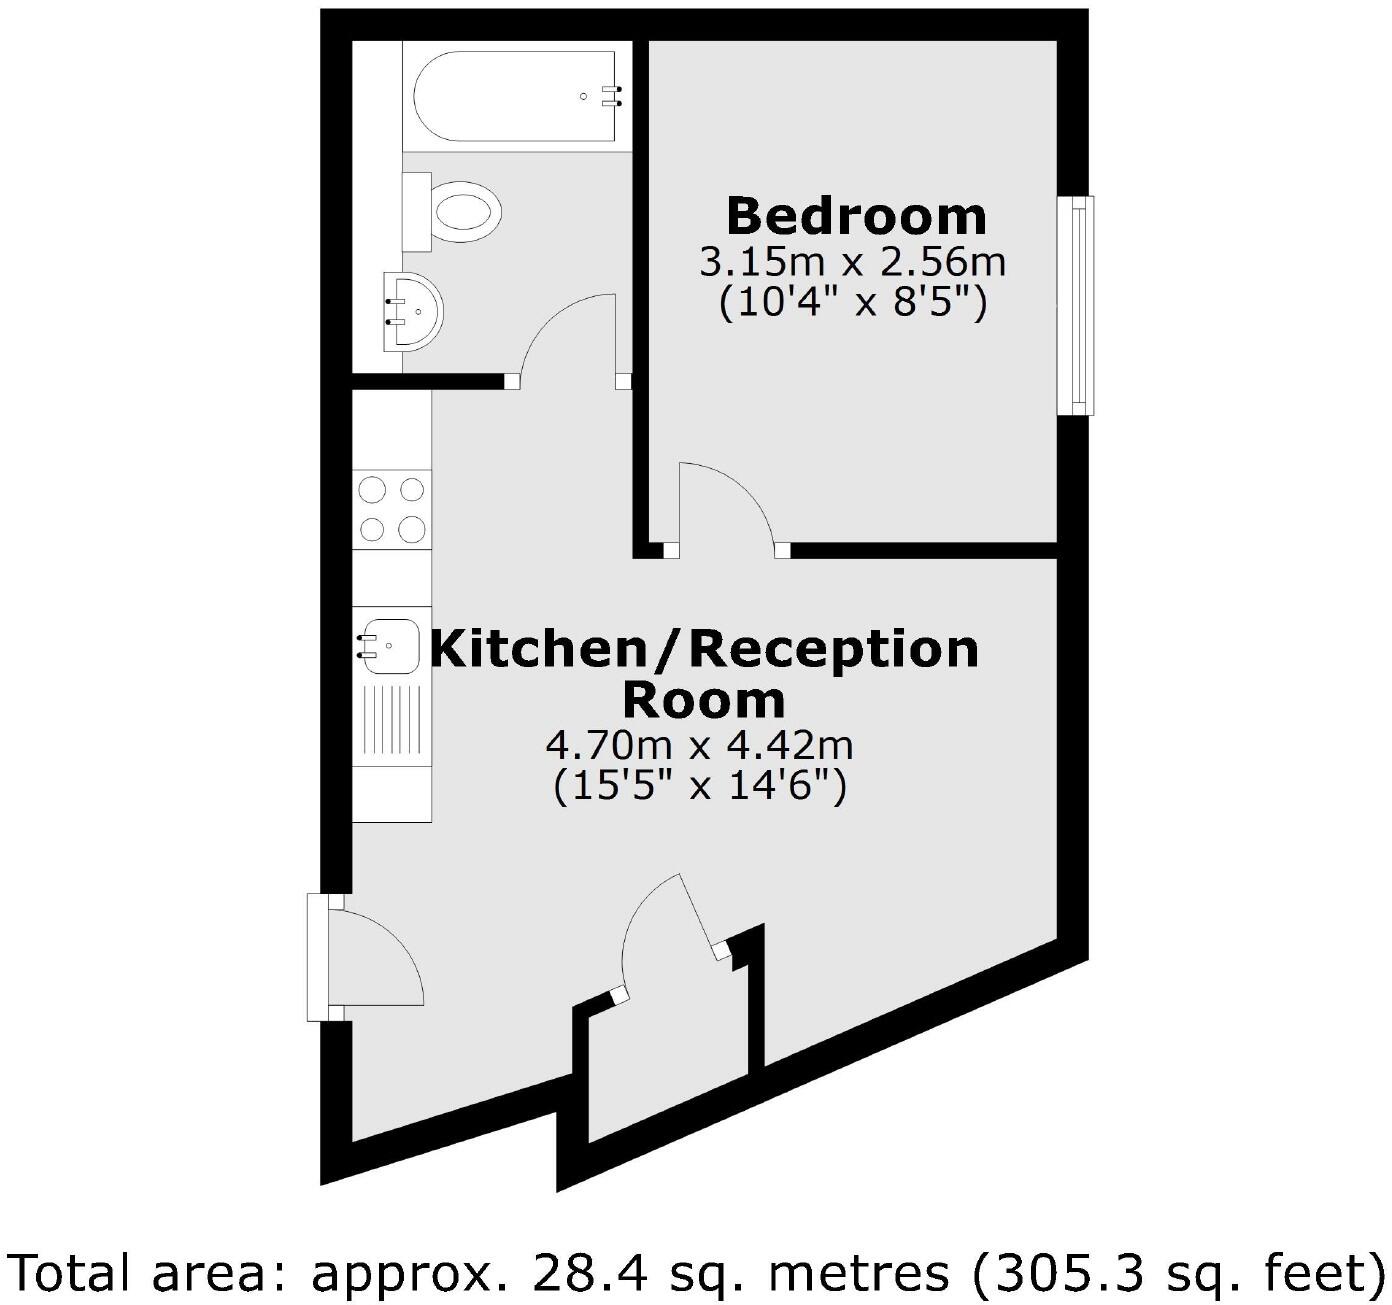 Bedroom
3.15m x 2.56m
(10'4" x 8'5")
Kitchen/Reception
Room
4.70m x 4.42m
(15'5" x 14'6")
Total area: approx. 28.4 sq. metres (305.3 sq. feet)